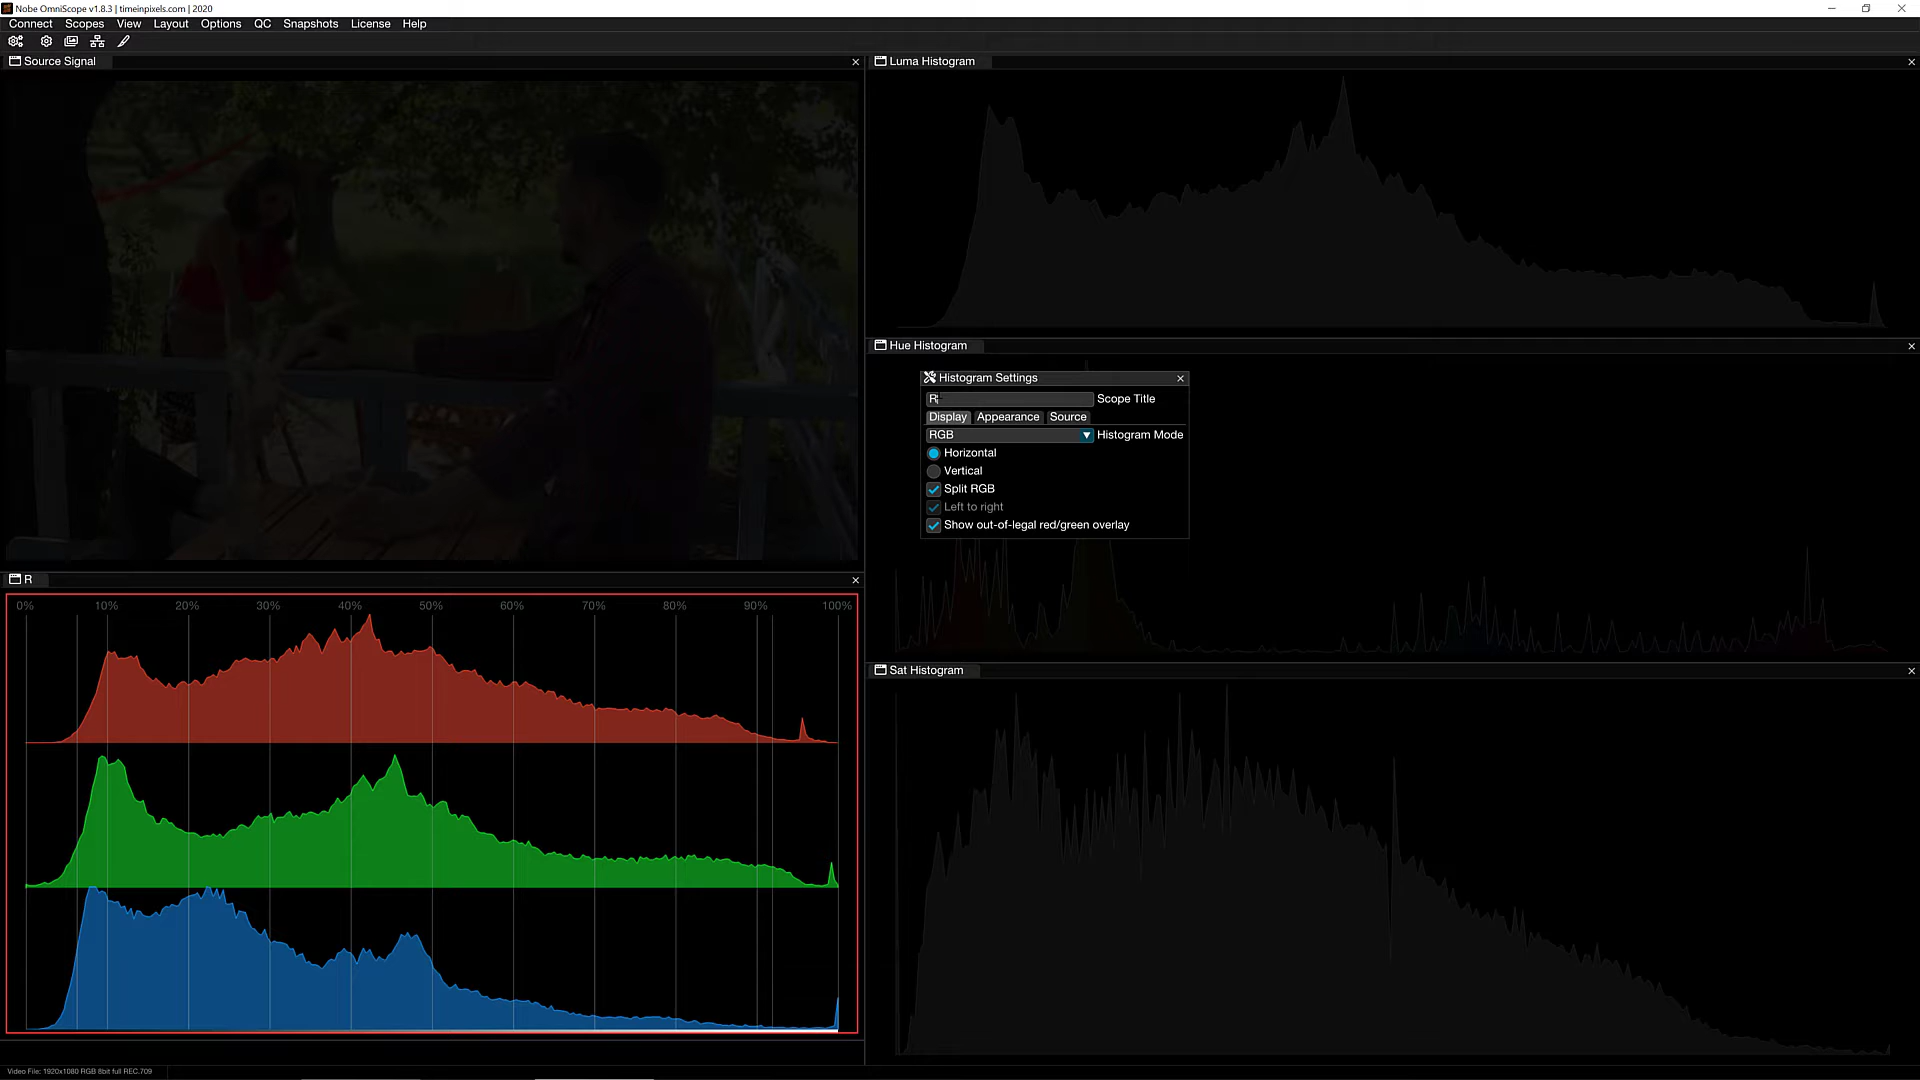 Nobe OmniScope v1.8.3 | timeinpixels.com | 2020
Connect Scopes View Layout Options QC Snapshots License Help
Source Signal
Luma Histogram
Hue Histogram
Histogram Settings
R Scope Title
Display Appearance Source
RGB Histogram Mode
Horizontal
Vertical
Split RGB
Left to right
Show out-of-legal red/green overlay
R
0% 10% 20% 30% 40% 50% 60% 70% 80% 90% 100%
Sat Histogram
Video File: 1920x1080 RGB 8bit full REC.709